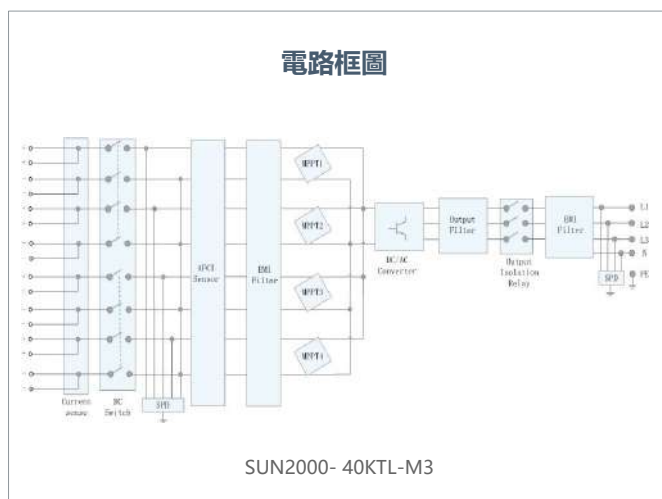 電路框圖
MPPT1
MPPT2
MPPT3
MPPT4
AFCI
Sensor
EMI
Filter
DC/AC
Converter
Output
Filter
Output
Isolation
Relay
EMI
Filter
L1
L2
L3
N
PE
SPD
Current
sensor
DC
Switch
SPD
SUN2000- 40KTL-M3